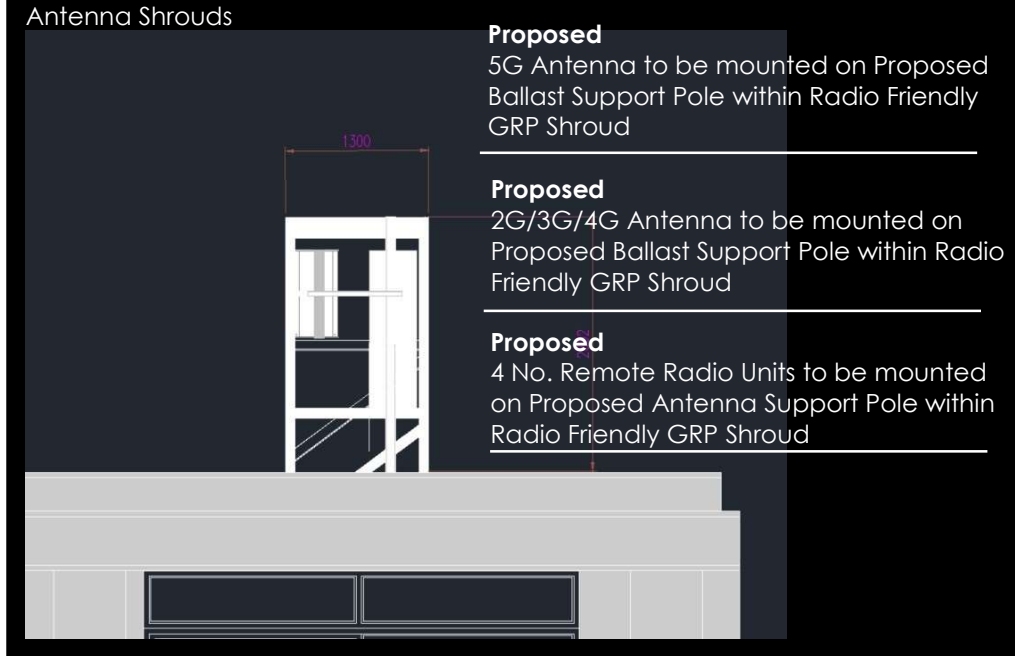 Antenna Shrouds
Proposed
5G Antenna to be mounted on Proposed
Ballast Support Pole within Radio Friendly
GRP Shroud
1300
Proposed
2G/3G/4G Antenna to be mounted on
Proposed Ballast Support Pole within Radio
Friendly GRP Shroud
Proposed
4 No. Remote Radio Units to be mounted
on Proposed Antenna Support Pole within
Radio Friendly GRP Shroud